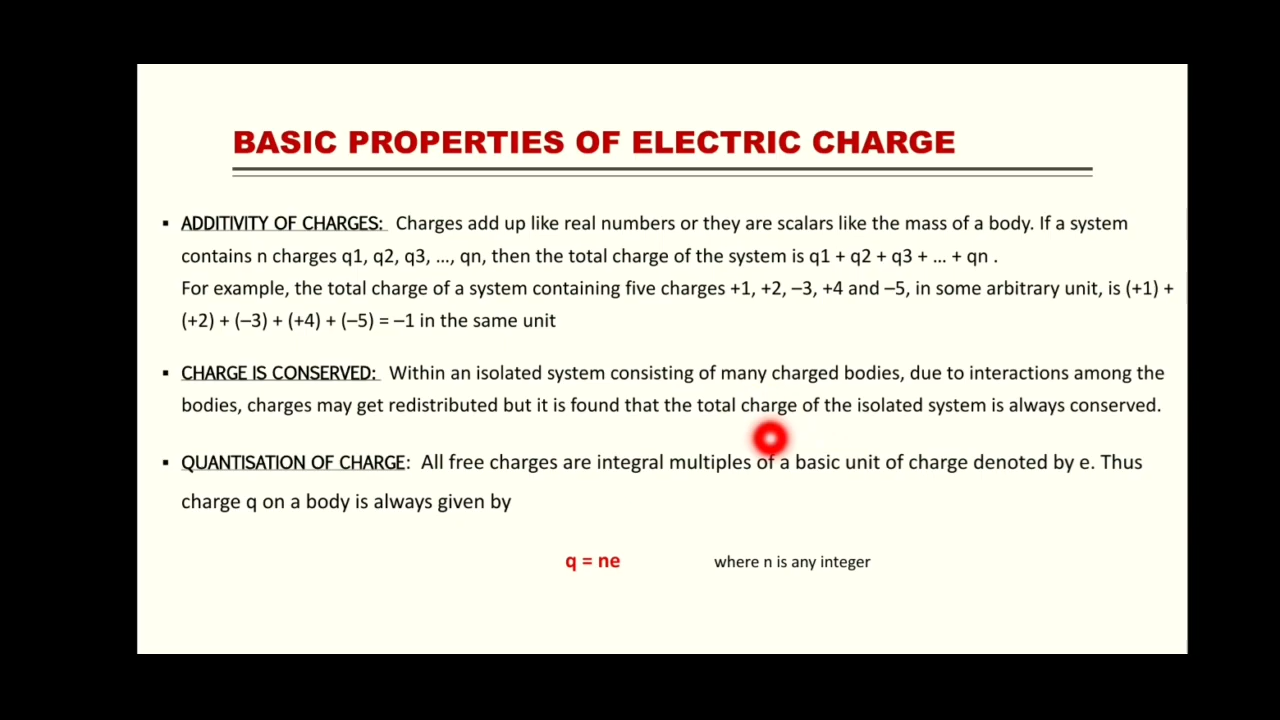 BASIC PROPERTIES OF ELECTRIC CHARGE
▪ ADDITIVITY OF CHARGES: Charges add up like real numbers or they are scalars like the mass of a body. If a system
contains n charges q1, q2, q3, ..., qn, then the total charge of the system is q1 + q2 + q3 + ... + qn .
For example, the total charge of a system containing five charges +1, +2, –3, +4 and –5, in some arbitrary unit, is (+1) +
(+2) + (–3) + (+4) + (–5) = –1 in the same unit
▪ CHARGE IS CONSERVED: Within an isolated system consisting of many charged bodies, due to interactions among the
bodies, charges may get redistributed but it is found that the total charge of the isolated system is always conserved.
▪ QUANTISATION OF CHARGE: All free charges are integral multiples of a basic unit of charge denoted by e. Thus
charge q on a body is always given by
q = ne where n is any integer